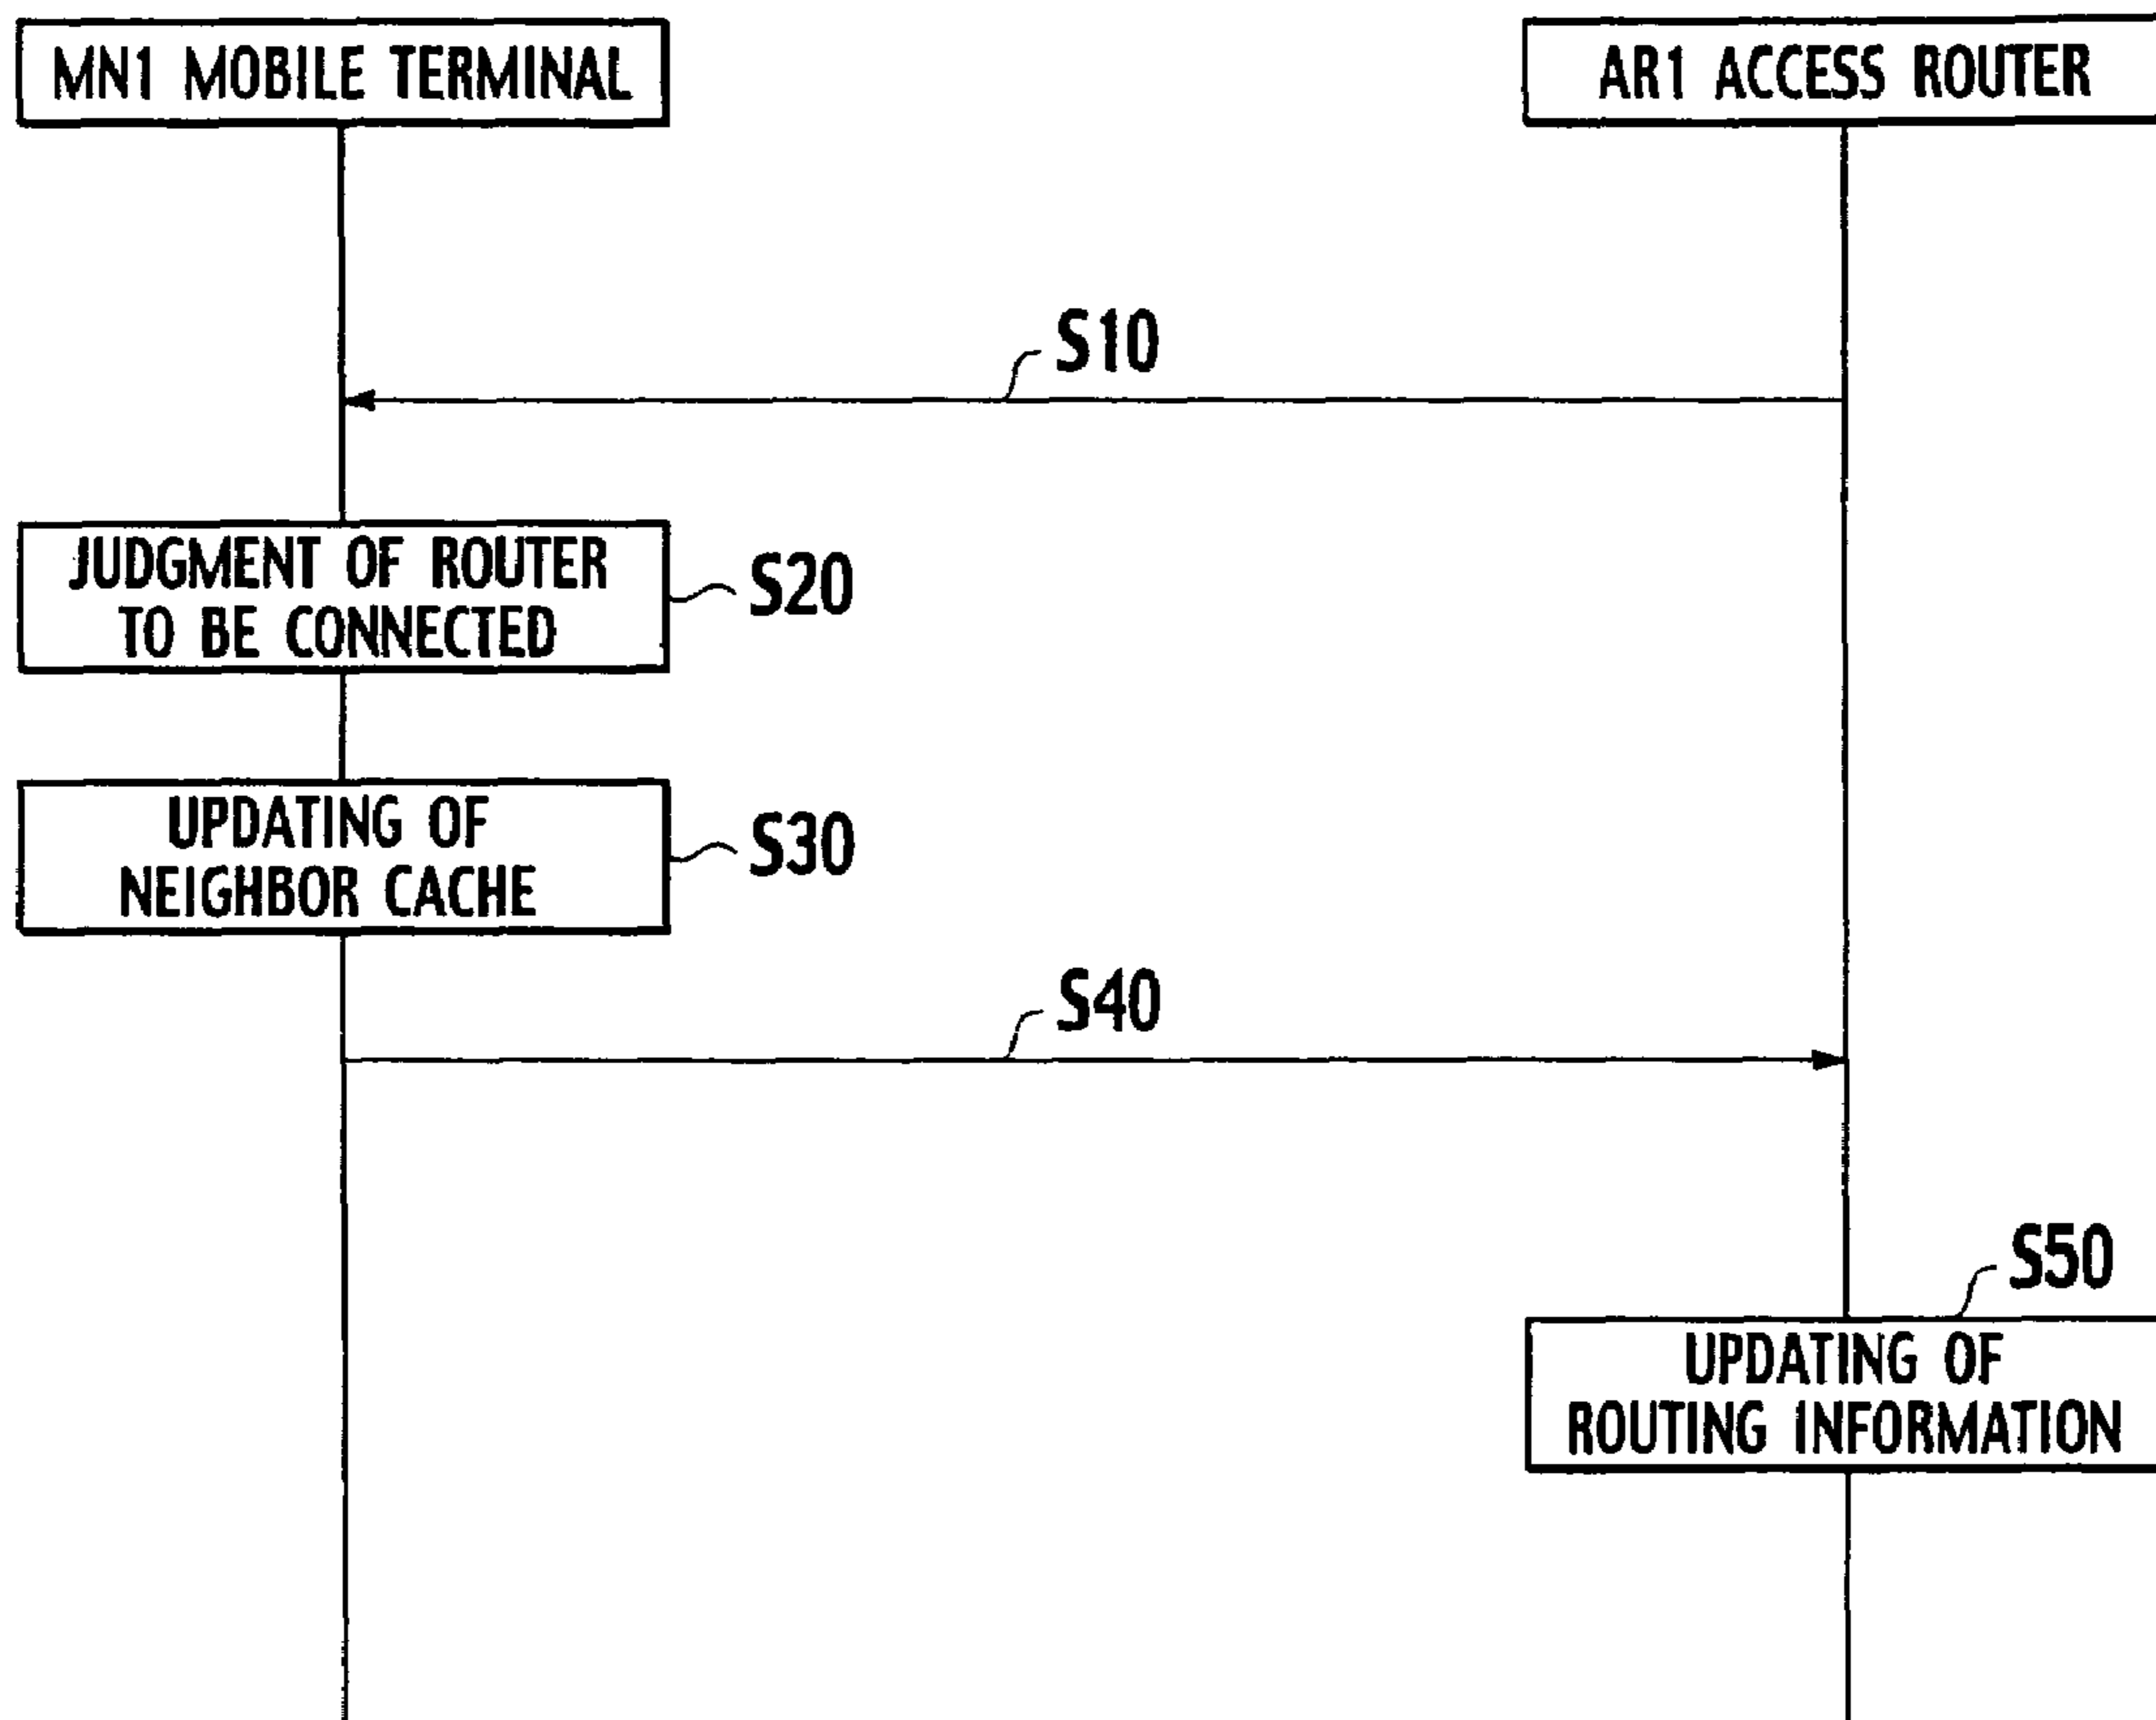 MN1 MOBILE TERMINAL
AR1 ACCESS ROUTER
S10
JUDGMENT OF ROUTER
TO BE CONNECTED
S20
UPDATING OF
NEIGHBOR CACHE
S30
S40
S50
UPDATING OF
ROUTING INFORMATION